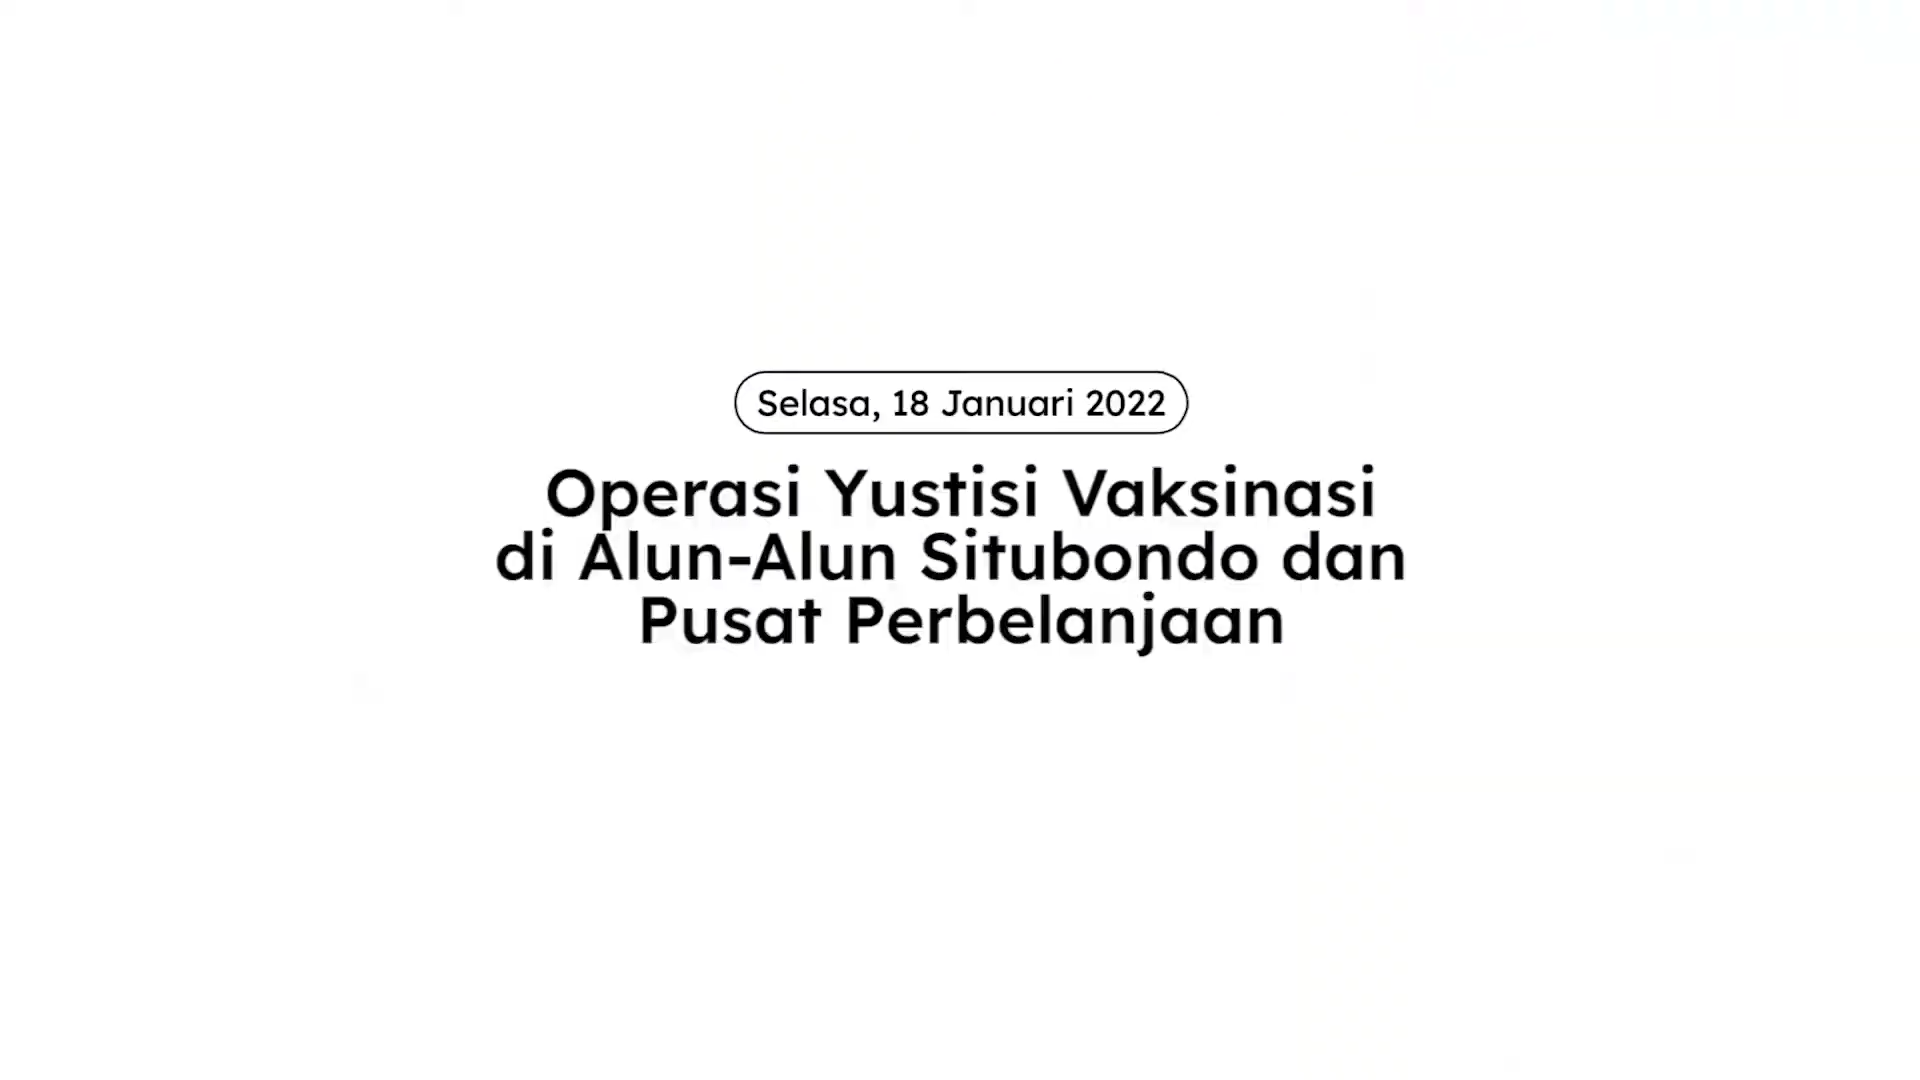 Selasa, 18 Januari 2022
Operasi Yustisi Vaksinasi
di Alun-Alun Situbondo dan
Pusat Perbelanjaan